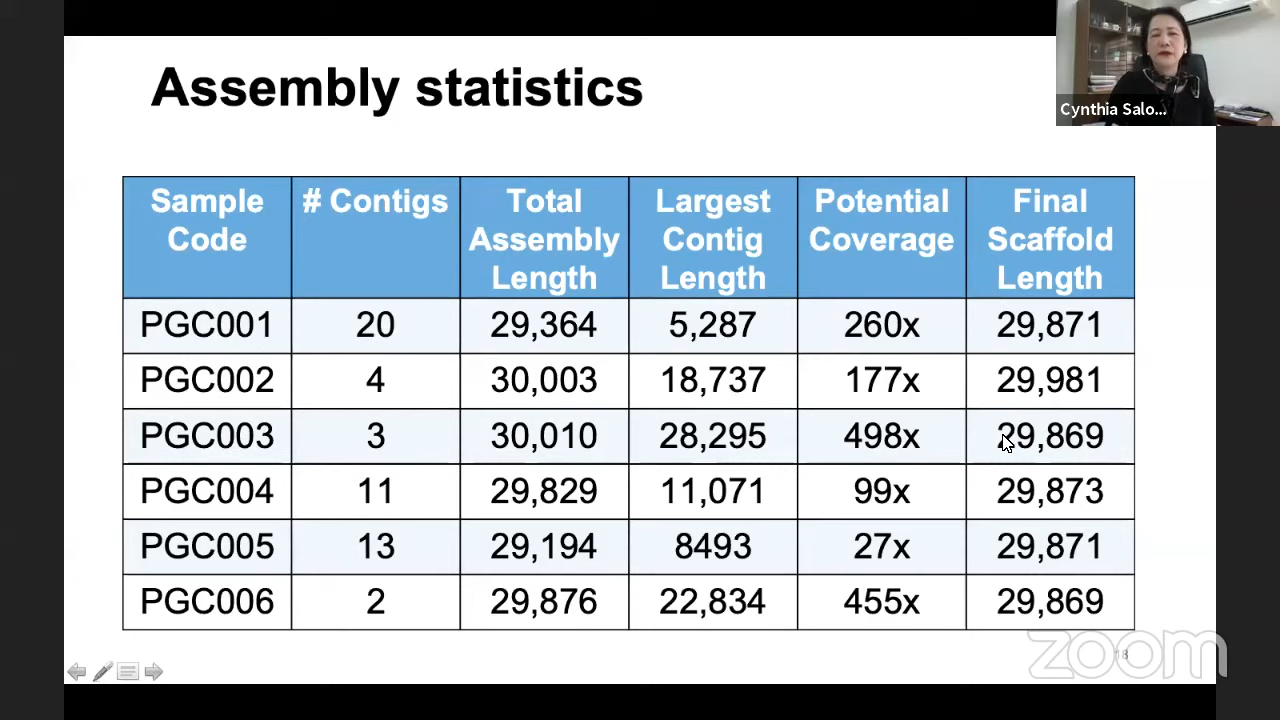 Assembly statistics
Cynthia Salo...
Sample Code # Contigs Total Assembly Length Largest Contig Length Potential Coverage Final Scaffold Length
PGC001 20 29,364 5,287 260x 29,871
PGC002 4 30,003 18,737 177x 29,981
PGC003 3 30,010 28,295 498x 29,869
PGC004 11 29,829 11,071 99x 29,873
PGC005 13 29,194 8493 27x 29,871
PGC006 2 29,876 22,834 455x 29,869
zoom
18